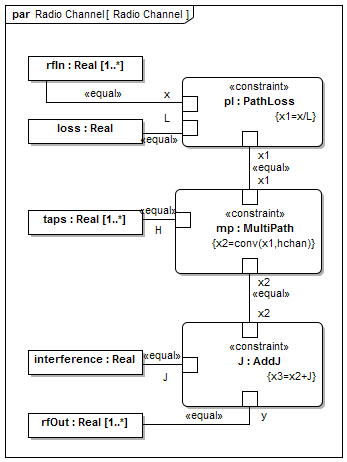 par Radio Channel [ Radio Channel ]
rfIn : Real [1..*]
«equal»
x
«constraint»
pl : PathLoss
{x1=x/L}
L
loss : Real
«equal»
x1
«equal»
x1
«constraint»
mp : MultiPath
{x2=conv(x1,hchan)}
taps : Real [1..*]
«equal»
H
x2
«equal»
x2
«constraint»
J : AddJ
{x3=x2+J}
interference : Real
«equal»
J
rfOut : Real [1..*]
«equal»
y